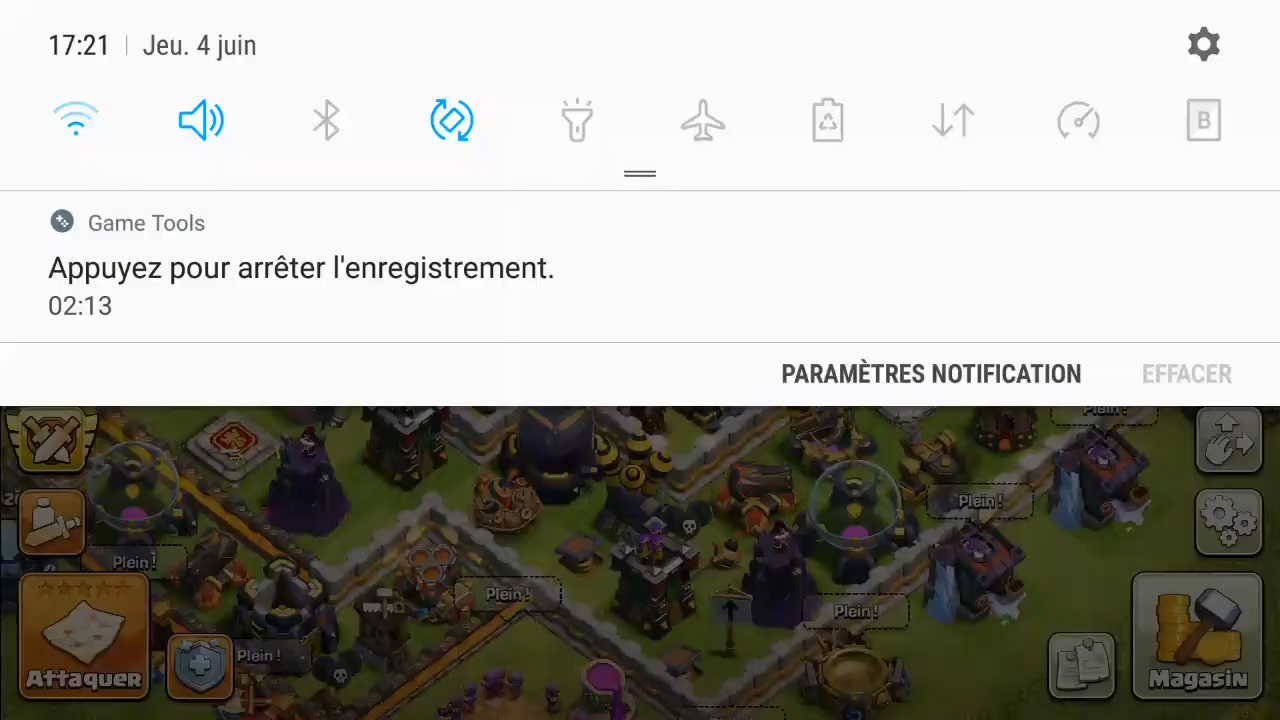 17:21 | Jeu. 4 juin
B
Game Tools
Appuyez pour arrêter l'enregistrement.
02:13
PARAMÈTRES NOTIFICATION EFFACER
Plein!
Plein!
Plein!
Plein!
Plein!
Plein!
Attaquer
Magasin